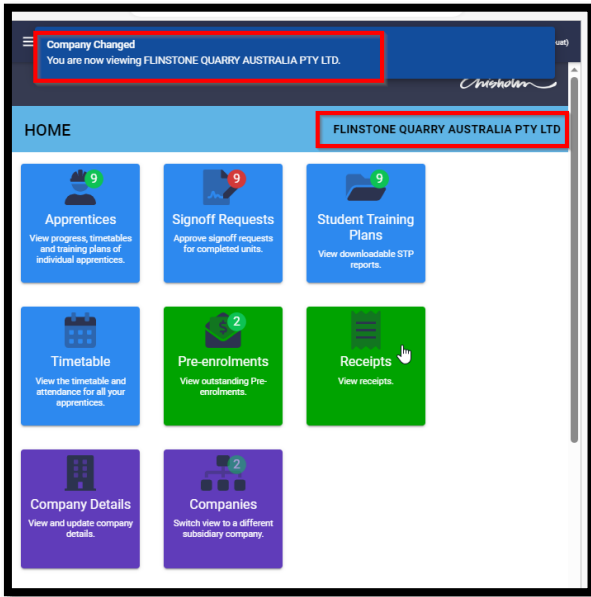 Company Changed
You are now viewing FLINSTONE QUARRY AUSTRALIA PTY LTD.
uat)
Chisholm
HOME
FLINSTONE QUARRY AUSTRALIA PTY LTD
9
Apprentices
View progress, timetables
and training plans of
individual apprentices.
9
Signoff Requests
Approve signoff requests
for completed units.
9
Student Training
Plans
View downloadable STP
reports.
Timetable
View the timetable and
attendance for all your
apprentices.
$
2
Pre-enrolments
View outstanding Pre-
enrolments.
Receipts
View receipts.
Company Details
View and update company
details.
2
Companies
Switch view to a different
subsidiary company.